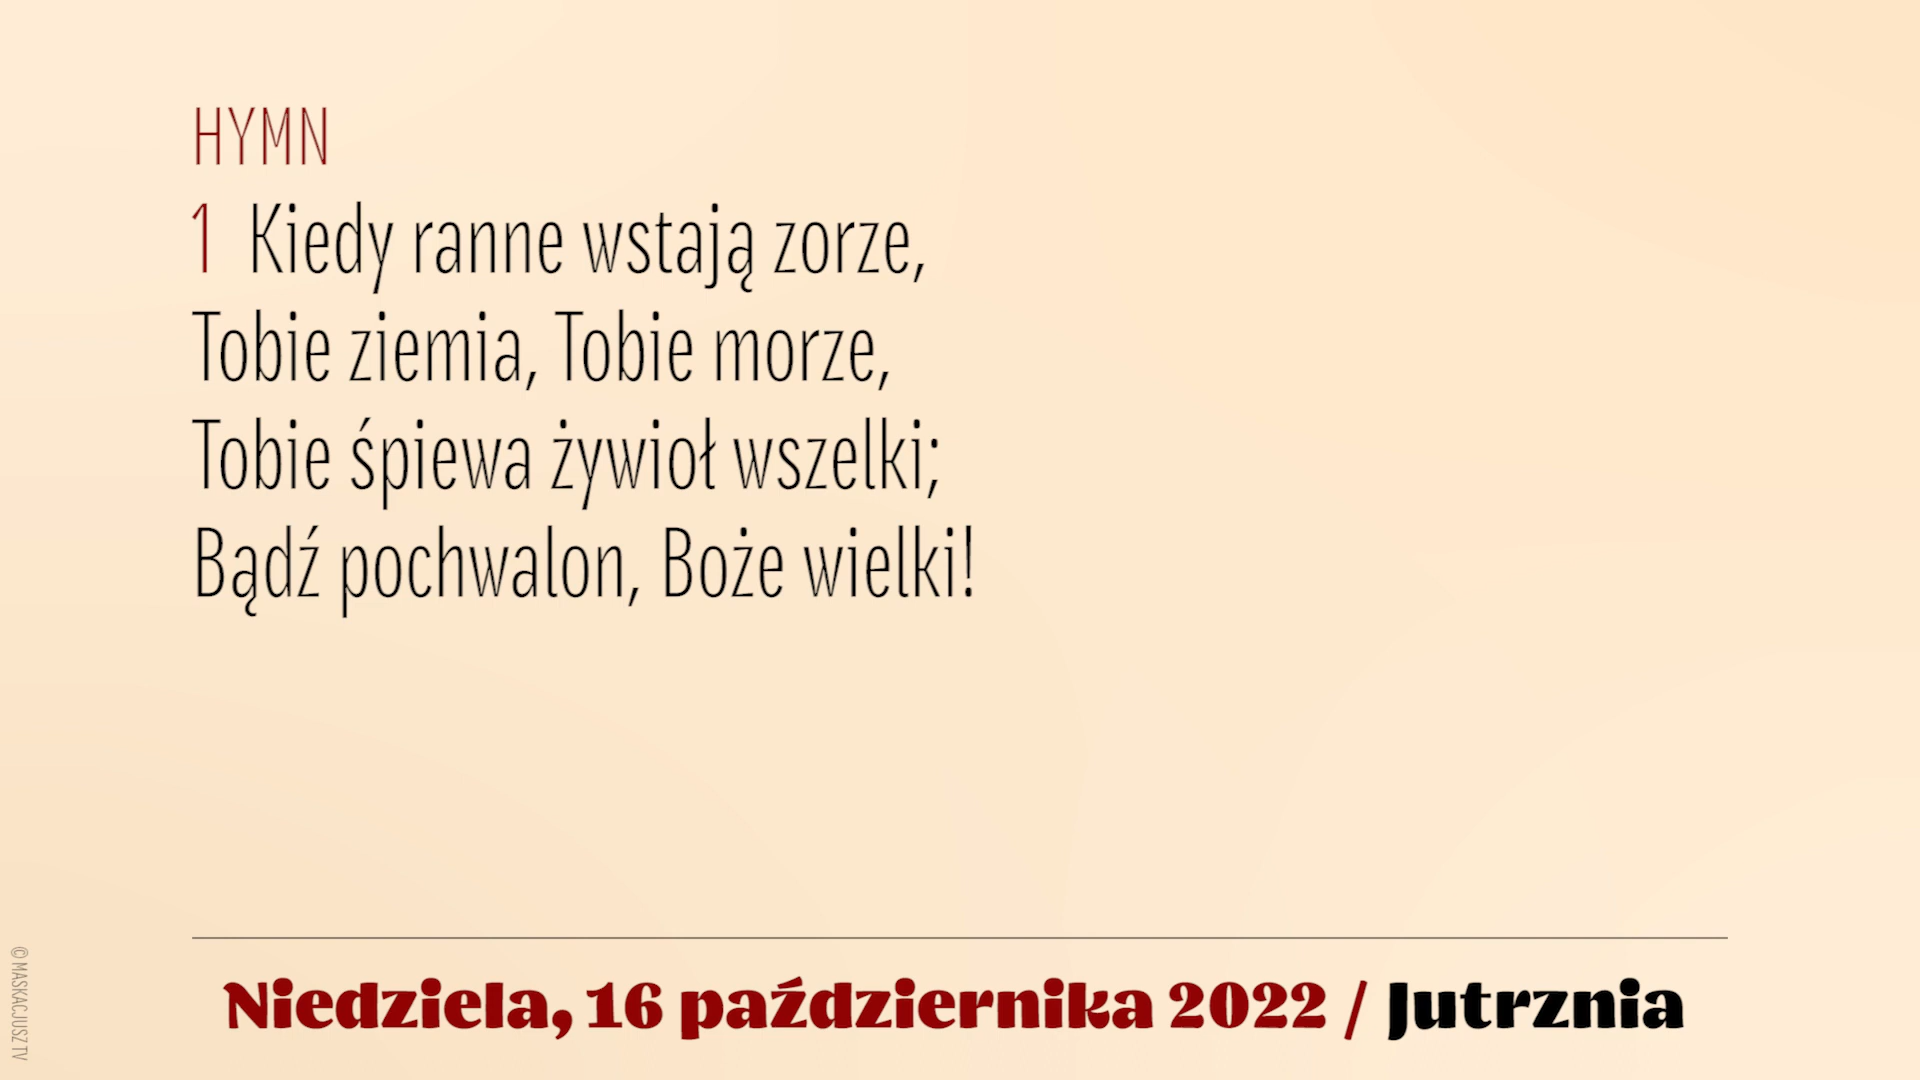 HYMN
1 Kiedy ranne wstają zorze,
Tobie ziemia, Tobie morze,
Tobie śpiewa żywioł wszelki;
Bądź pochwalon, Boże wielki!
Niedziela, 16 października 2022 / Jutrznia
© MASKACJUSZ TV